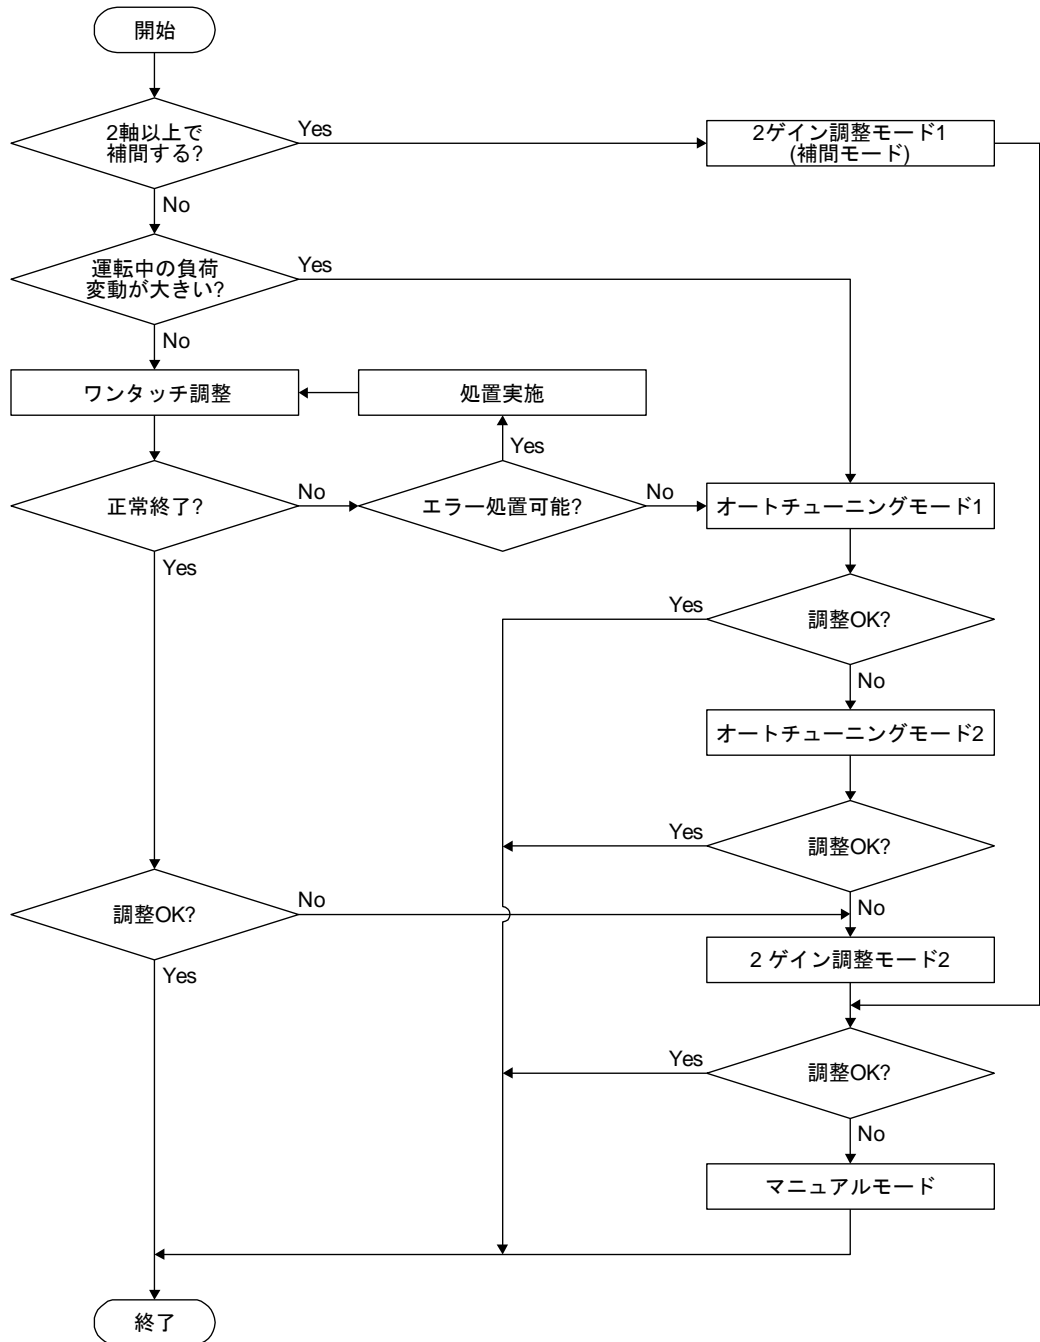 開始
2軸以上で
補間する?
Yes
2ゲイン調整モード1
(補間モード)
No
運転中の負荷
変動が大きい?
Yes
No
ワンタッチ調整
処置実施
Yes
正常終了?
No
エラー処置可能?
No
オートチューニングモード1
Yes
Yes
調整OK?
No
オートチューニングモード2
Yes
調整OK?
No
調整OK?
No
2 ゲイン調整モード2
Yes
Yes
調整OK?
No
マニュアルモード
終了